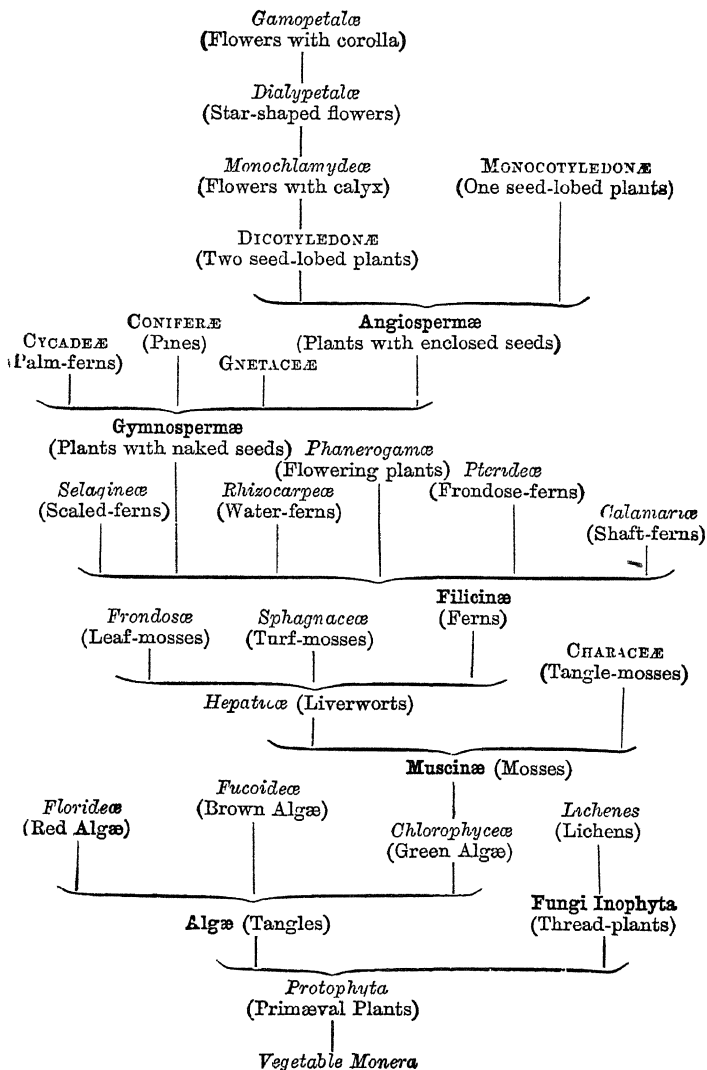 Gamopetalæ
(Flowers with corolla)
Dialypetalæ
(Star-shaped flowers)
Monochlamydeæ
(Flowers with calyx)
MONOCOTYLEDONÆ
(One seed-lobed plants)
DICOTYLEDONÆ
(Two seed-lobed plants)
CYCADEÆ
(Palm-ferns)
CONIFERÆ
(Pines)
GNETACEÆ
Angiospermæ
(Plants with enclosed seeds)
Gymnospermæ
(Plants with naked seeds)
Phanerogamæ
(Flowering plants)
Pterideæ
(Frondose-ferns)
Selagineæ
(Scaled-ferns)
Rhizocarpeæ
(Water-ferns)
Calamariæ
(Shaft-ferns)
Filicinæ
(Ferns)
Frondosæ
(Leaf-mosses)
Sphagnaceæ
(Turf-mosses)
CHARACEÆ
(Tangle-mosses)
Hepaticæ (Liverworts)
Muscinæ (Mosses)
Florideæ
(Red Algæ)
Fucoideæ
(Brown Algæ)
Chlorophyceæ
(Green Algæ)
Lichenes
(Lichens)
Algæ (Tangles)
Fungi Inophyta
(Thread-plants)
Protophyta
(Primæval Plants)
Vegetable Monera